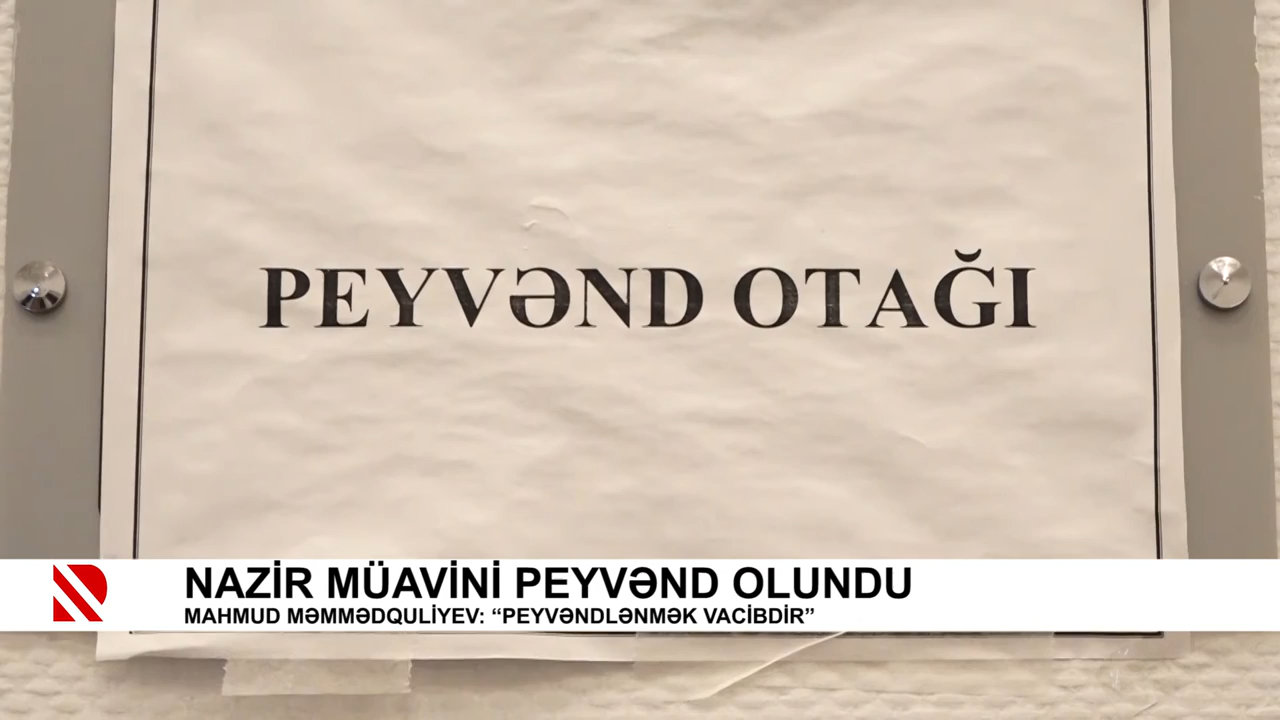 PEYVƏND OTAĞI
NAZİR MÜAVİNİ PEYVƏND OLUNDU
MAHMUD MƏMMƏDQULİYEV: “PEYVƏNDLƏNMƏK VACİBDİR”